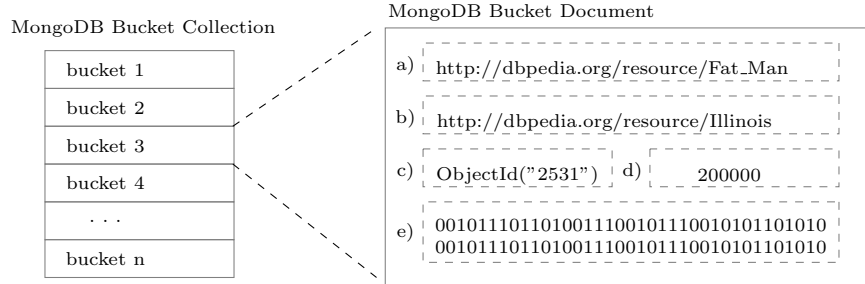 MongoDB Bucket Document
MongoDB Bucket Collection
bucket 1
bucket 2
bucket 3
bucket 4
. . .
bucket n
a) http://dbpedia.org/resource/Fat_Man
b) http://dbpedia.org/resource/Illinois
c) ObjectId("2531") d) 200000
e) 0010111011010011100101110010101101010
0010111011010011100101110010101101010